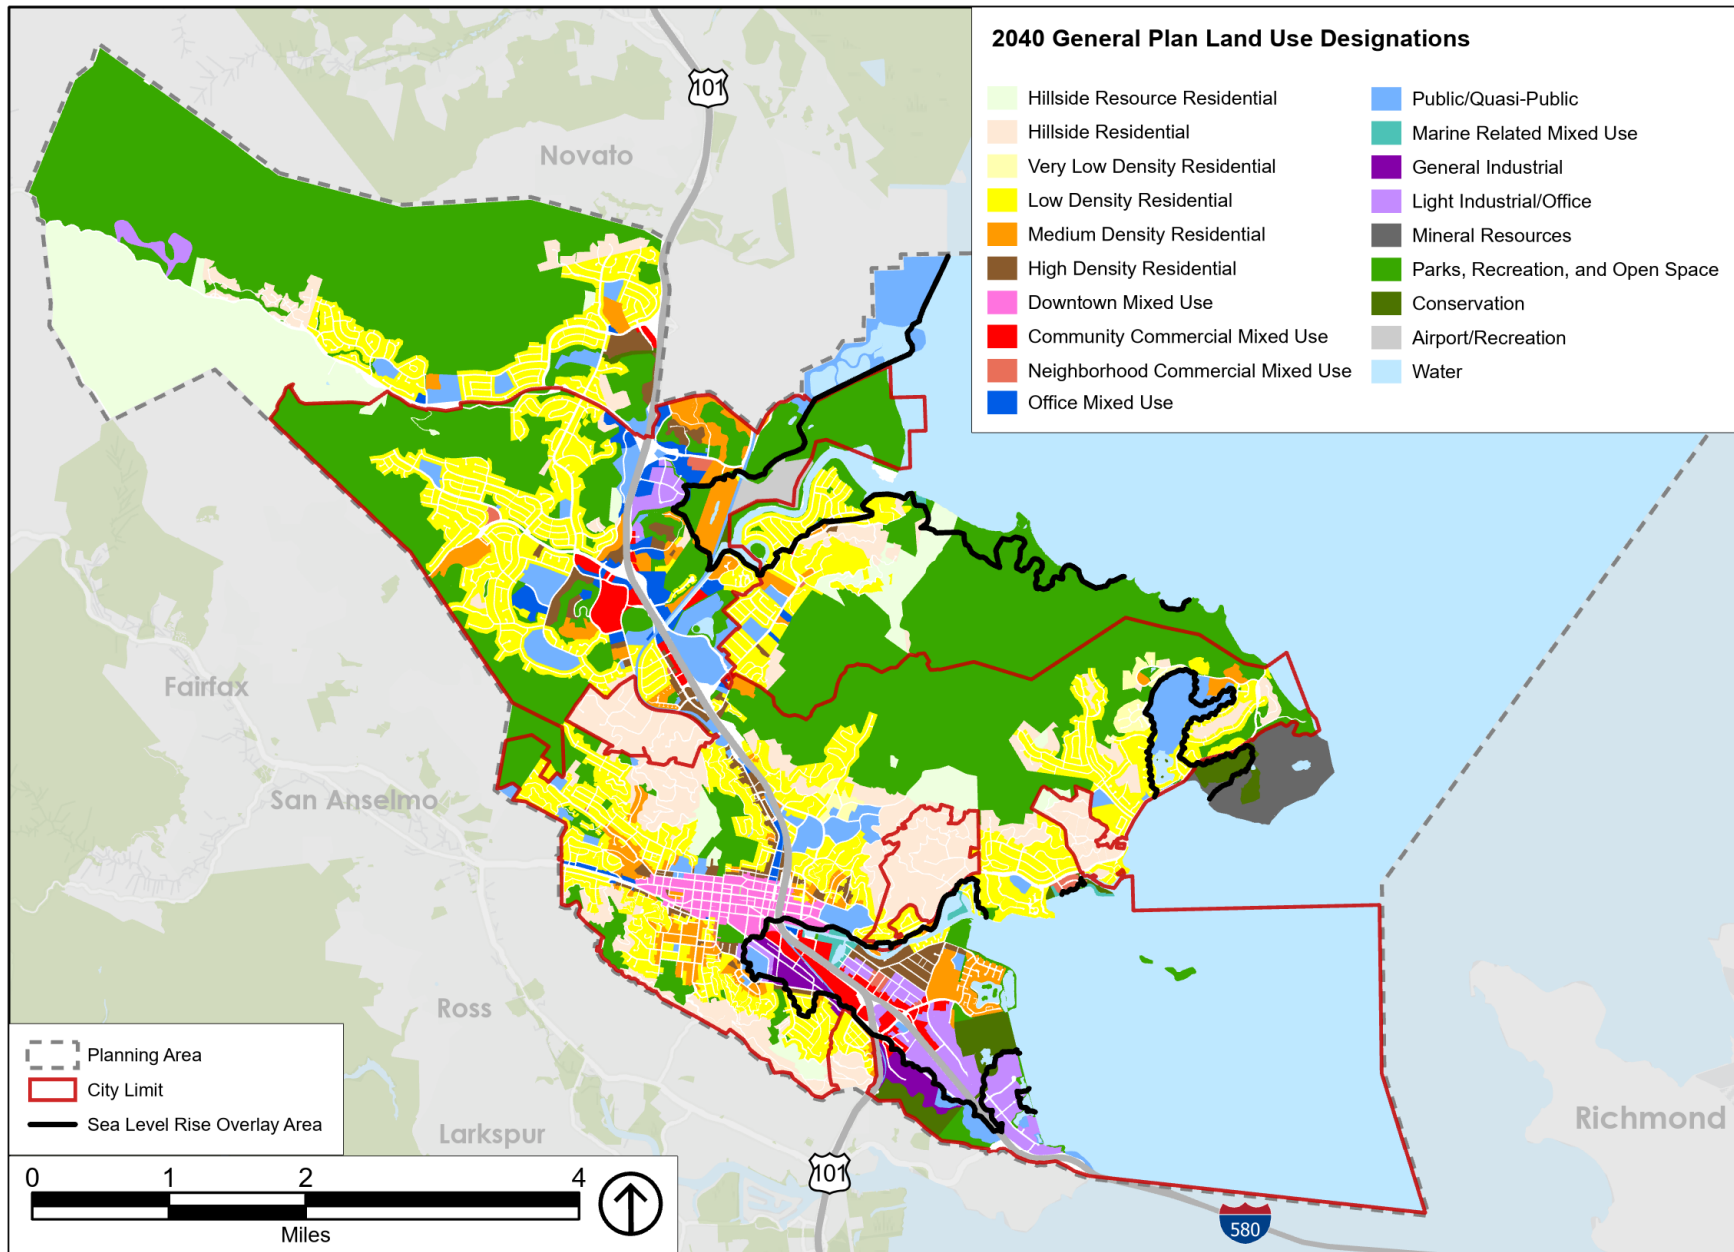 2040 General Plan Land Use Designations
Hillside Resource Residential
Hillside Residential
Very Low Density Residential
Low Density Residential
Medium Density Residential
High Density Residential
Downtown Mixed Use
Community Commercial Mixed Use
Neighborhood Commercial Mixed Use
Office Mixed Use
Public/Quasi-Public
Marine Related Mixed Use
General Industrial
Light Industrial/Office
Mineral Resources
Parks, Recreation, and Open Space
Conservation
Airport/Recreation
Water
101
Novato
Fairfax
San Anselmo
Ross
Larkspur
Richmond
101
580
Planning Area
City Limit
Sea Level Rise Overlay Area
0 1 2 4
Miles